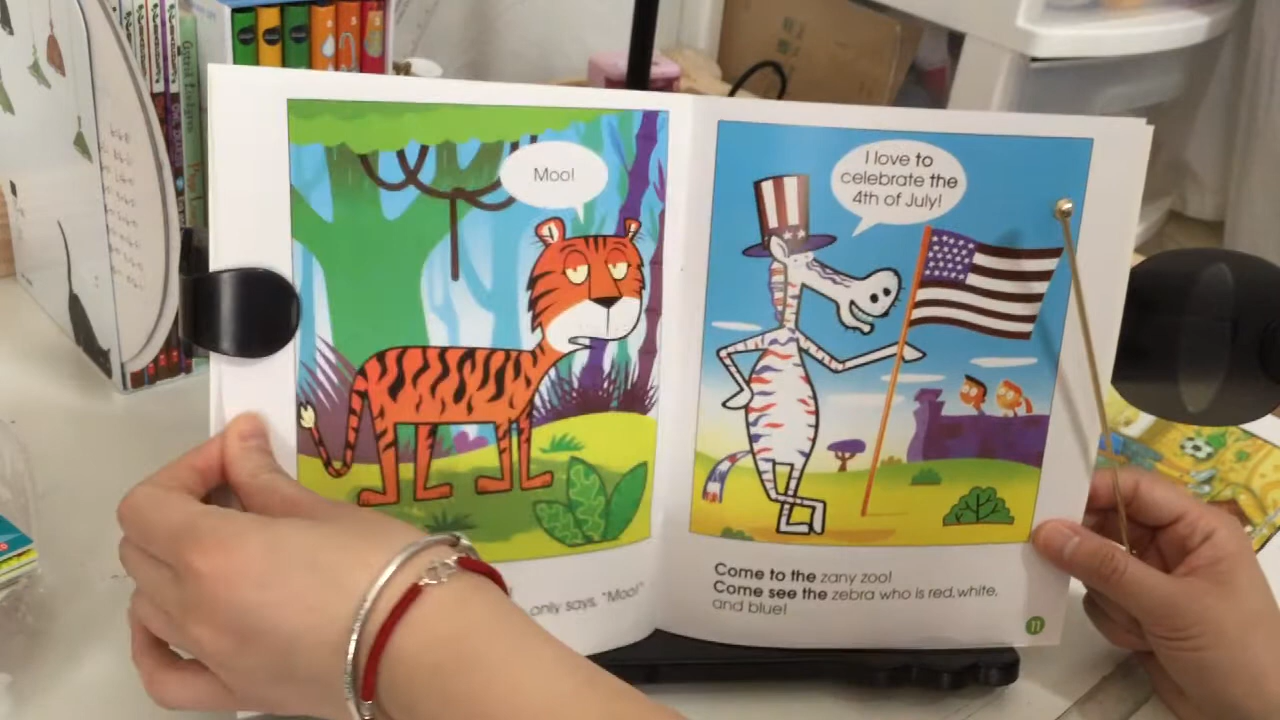 Moo!
only says, "Moo!"
I love to
celebrate the
4th of July!
Come to the zany zoo!
Come see the zebra who is red, white,
and blue!
11